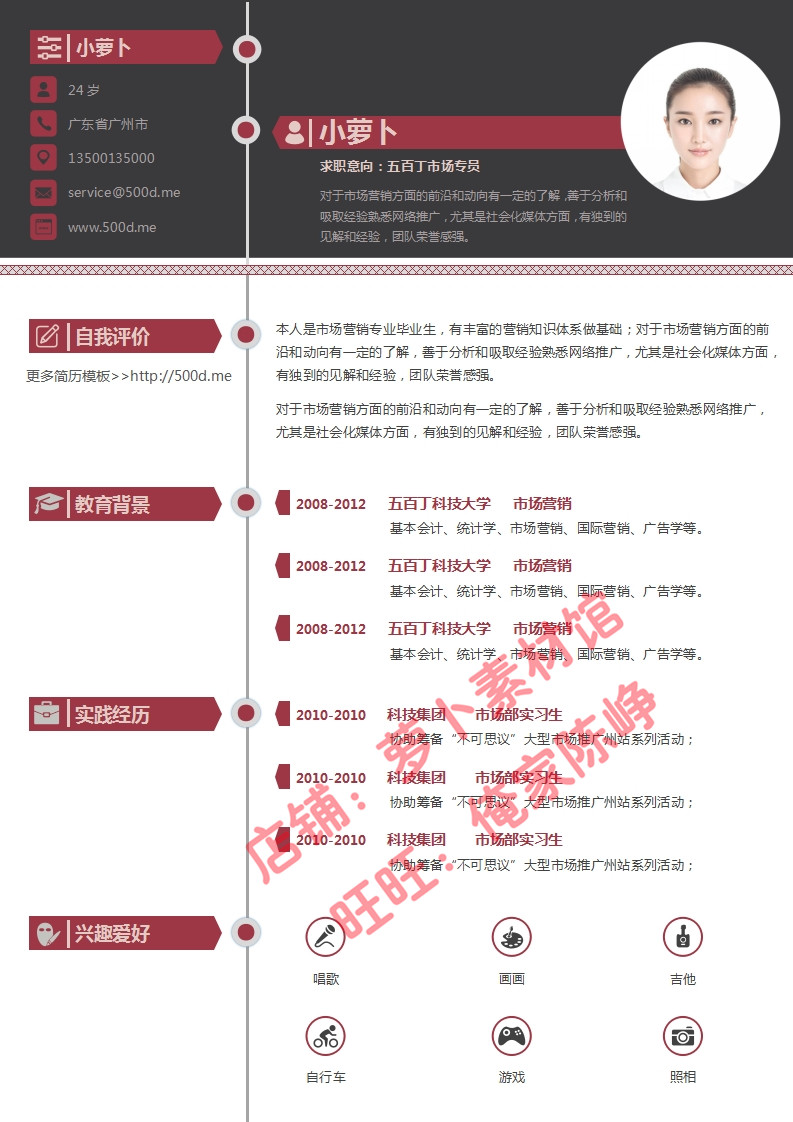 小萝卜
24 岁
广东省广州市
13500135000
service@500d.me
www.500d.me
小萝卜
求职意向：五百丁市场专员
对于市场营销方面的前沿和动向有一定的了解，善于分析和
吸取经验熟悉网络推广，尤其是社会化媒体方面，有独到的
见解和经验，团队荣誉感强。
自我评价
更多简历模板>>http://500d.me
本人是市场营销专业毕业生，有丰富的营销知识体系做基础；对于市场营销方面的前
沿和动向有一定的了解，善于分析和吸取经验熟悉网络推广，尤其是社会化媒体方面，
有独到的见解和经验，团队荣誉感强。
对于市场营销方面的前沿和动向有一定的了解，善于分析和吸取经验熟悉网络推广，
尤其是社会化媒体方面，有独到的见解和经验，团队荣誉感强。
教育背景
2008-2012 五百丁科技大学 市场营销
基本会计、统计学、市场营销、国际营销、广告学等。
2008-2012 五百丁科技大学 市场营销
基本会计、统计学、市场营销、国际营销、广告学等。
2008-2012 五百丁科技大学 市场营销
基本会计、统计学、市场营销、国际营销、广告学等。
实践经历
2010-2010 科技集团 市场部实习生
协助筹备“不可思议”大型市场推广州站系列活动；
2010-2010 科技集团 市场部实习生
协助筹备“不可思议”大型市场推广州站系列活动；
2010-2010 科技集团 市场部实习生
协助筹备“不可思议”大型市场推广州站系列活动；
店铺：萝卜素材馆
旺旺：俺家陈峥
兴趣爱好
唱歌 画画 吉他
自行车 游戏 照相